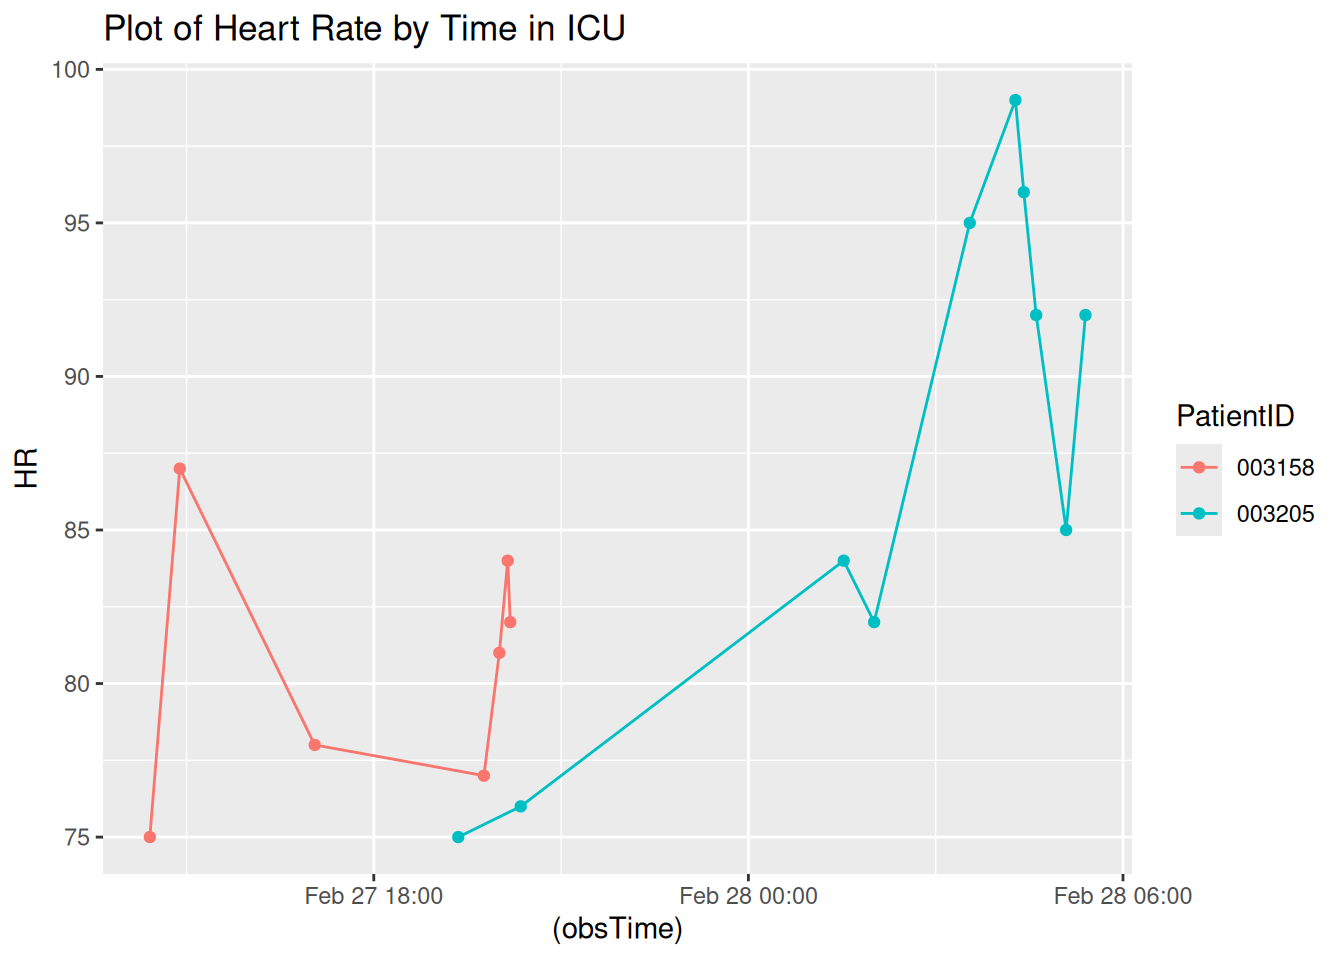 Plot of Heart Rate by Time in ICU
100
95
90
85
80
75
HR
Feb 27 18:00
Feb 28 00:00
Feb 28 06:00
(obsTime)
PatientID
003158
003205